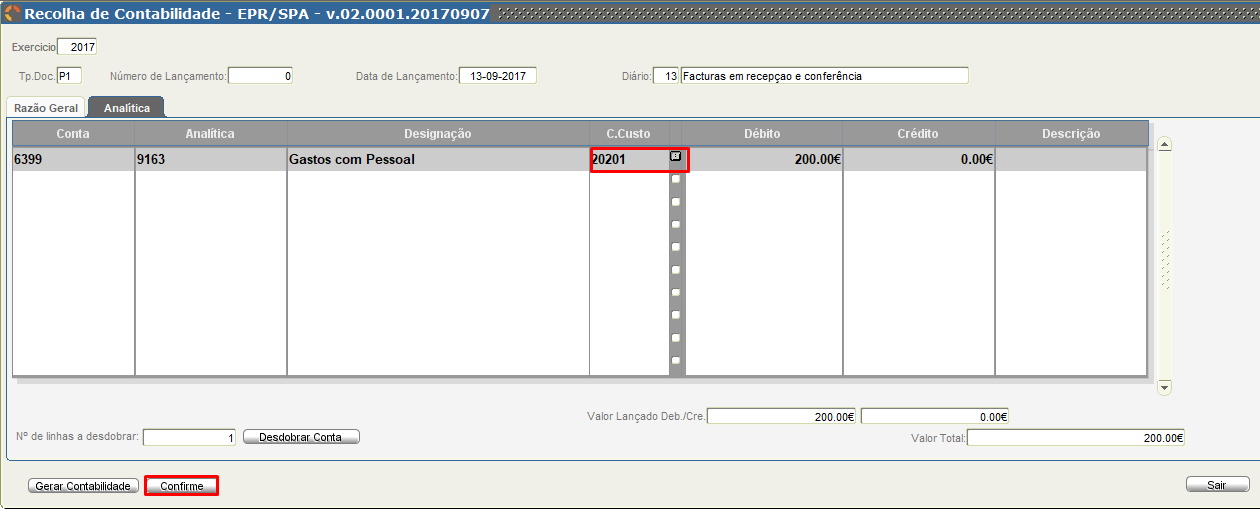 Recolha de Contabilidade - EPR/SPA - v.02.0001.20170907
Exercicio 2017
Tp.Doc. P1 Número de Lançamento: 0 Data de Lançamento: 13-09-2017 Diário: 13 Facturas em recepçao e conferência
Razão Geral Analítica
Conta Analítica Designação C.Custo Débito Crédito Descrição
6399 9163 Gastos com Pessoal 20201 200.00€ 0.00€
Valor Lançado Deb./Cre. 200.00€ 0.00€
Nº de linhas a desdobrar: 1 Desdobrar Conta Valor Total: 200.00€
Gerar Contabilidade Confirme Sair